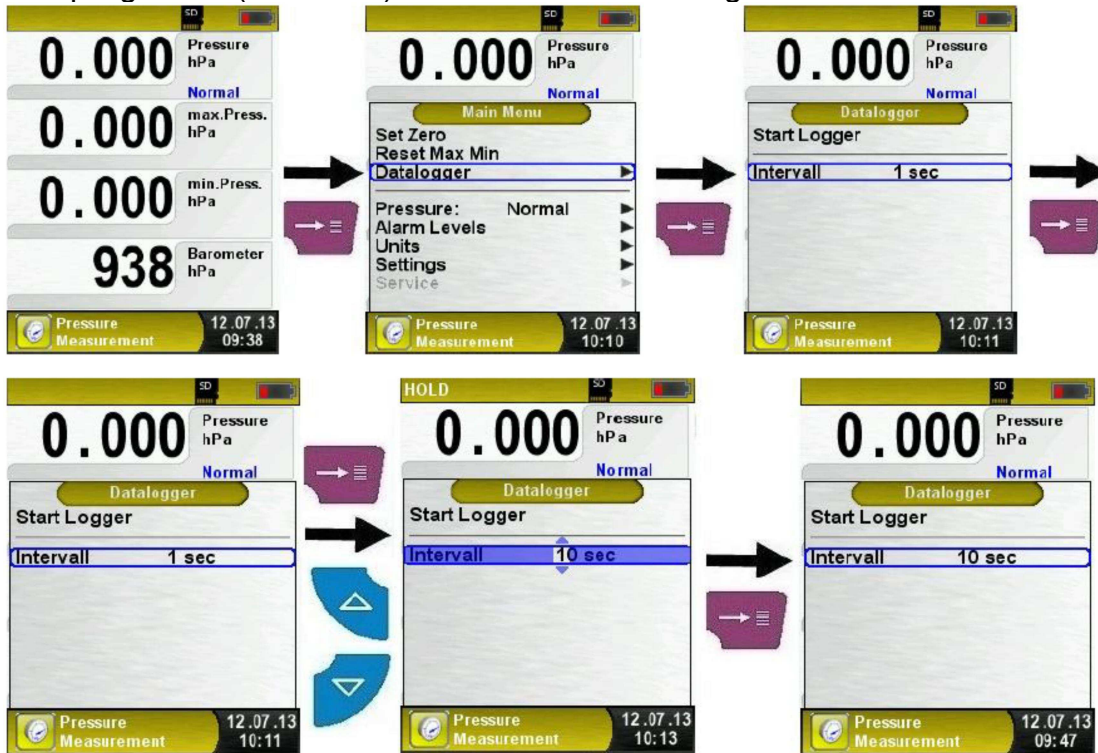 SD
0.000 Pressure hPa
Normal
0.000 max.Press. hPa
0.000 min.Press. hPa
938 Barometer hPa
Pressure Measurement 12.07.13 09:38
SD
0.000 Pressure hPa
Normal
Main Menu
Set Zero
Reset Max Min
Datalogger
Pressure: Normal
Alarm Levels
Units
Settings
Service
Pressure Measurement 12.07.13 10:10
SD
0.000 Pressure hPa
Normal
Datalogger
Start Logger
Intervall 1 sec
Pressure Measurement 12.07.13 10:11
SD
0.000 Pressure hPa
Normal
Datalogger
Start Logger
Intervall 1 sec
Pressure Measurement 12.07.13 10:11
HOLD SD
0.000 Pressure hPa
Normal
Datalogger
Start Logger
Intervall 10 sec
Pressure Measurement 12.07.13 10:13
SD
0.000 Pressure hPa
Normal
Datalogger
Start Logger
Intervall 10 sec
Pressure Measurement 12.07.13 09:47